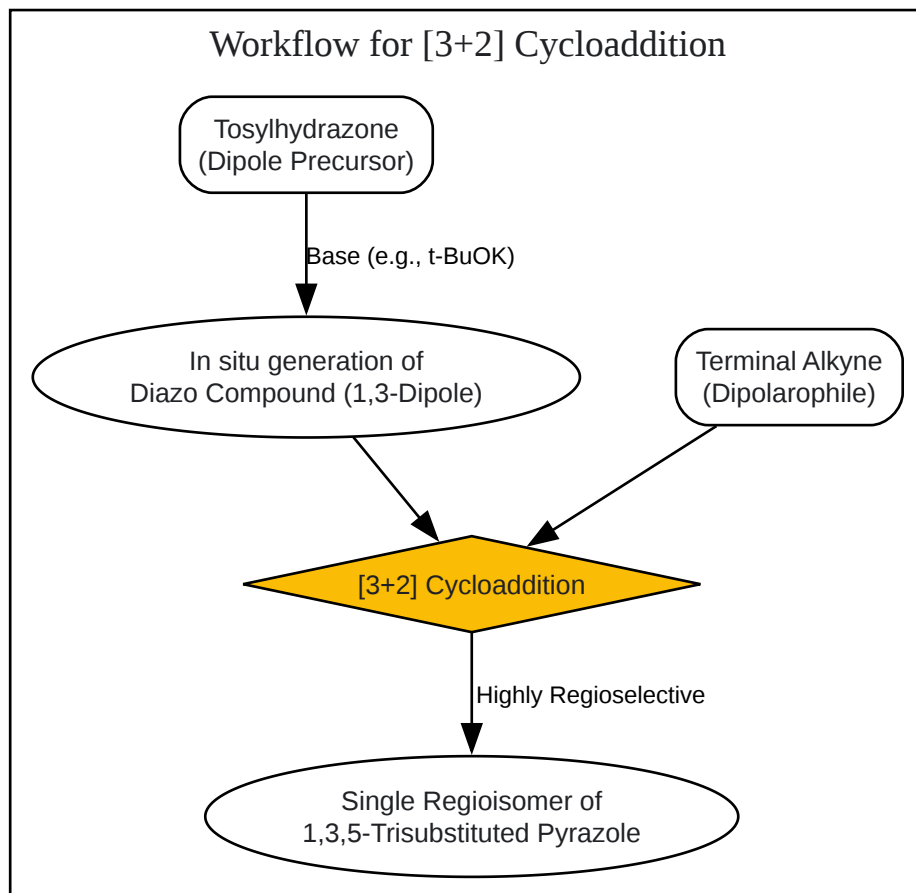 Workflow for [3+2] Cycloaddition
Tosylhydrazone
(Dipole Precursor)
Base (e.g., t-BuOK)
In situ generation of
Diazo Compound (1,3-Dipole)
Terminal Alkyne
(Dipolarophile)
[3+2] Cycloaddition
Highly Regioselective
Single Regioisomer of
1,3,5-Trisubstituted Pyrazole